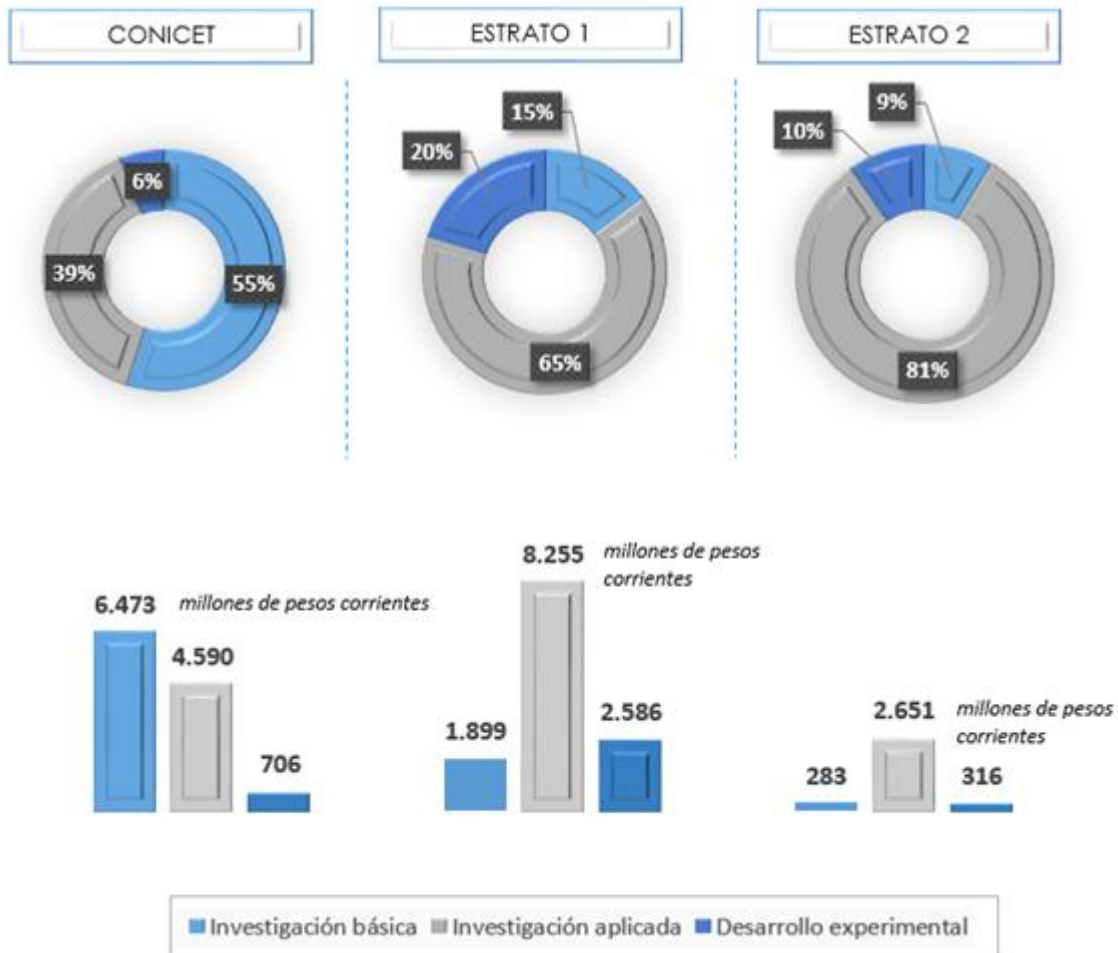 CONICET
ESTRATO 1
ESTRATO 2
6%
39%
55%
15%
20%
65%
9%
10%
81%
6.473
millones de pesos corrientes
4.590
706
8.255
millones de pesos
corrientes
1.899
2.586
2.651
millones de pesos
corrientes
283
316
Investigación básica Investigación aplicada Desarrollo experimental